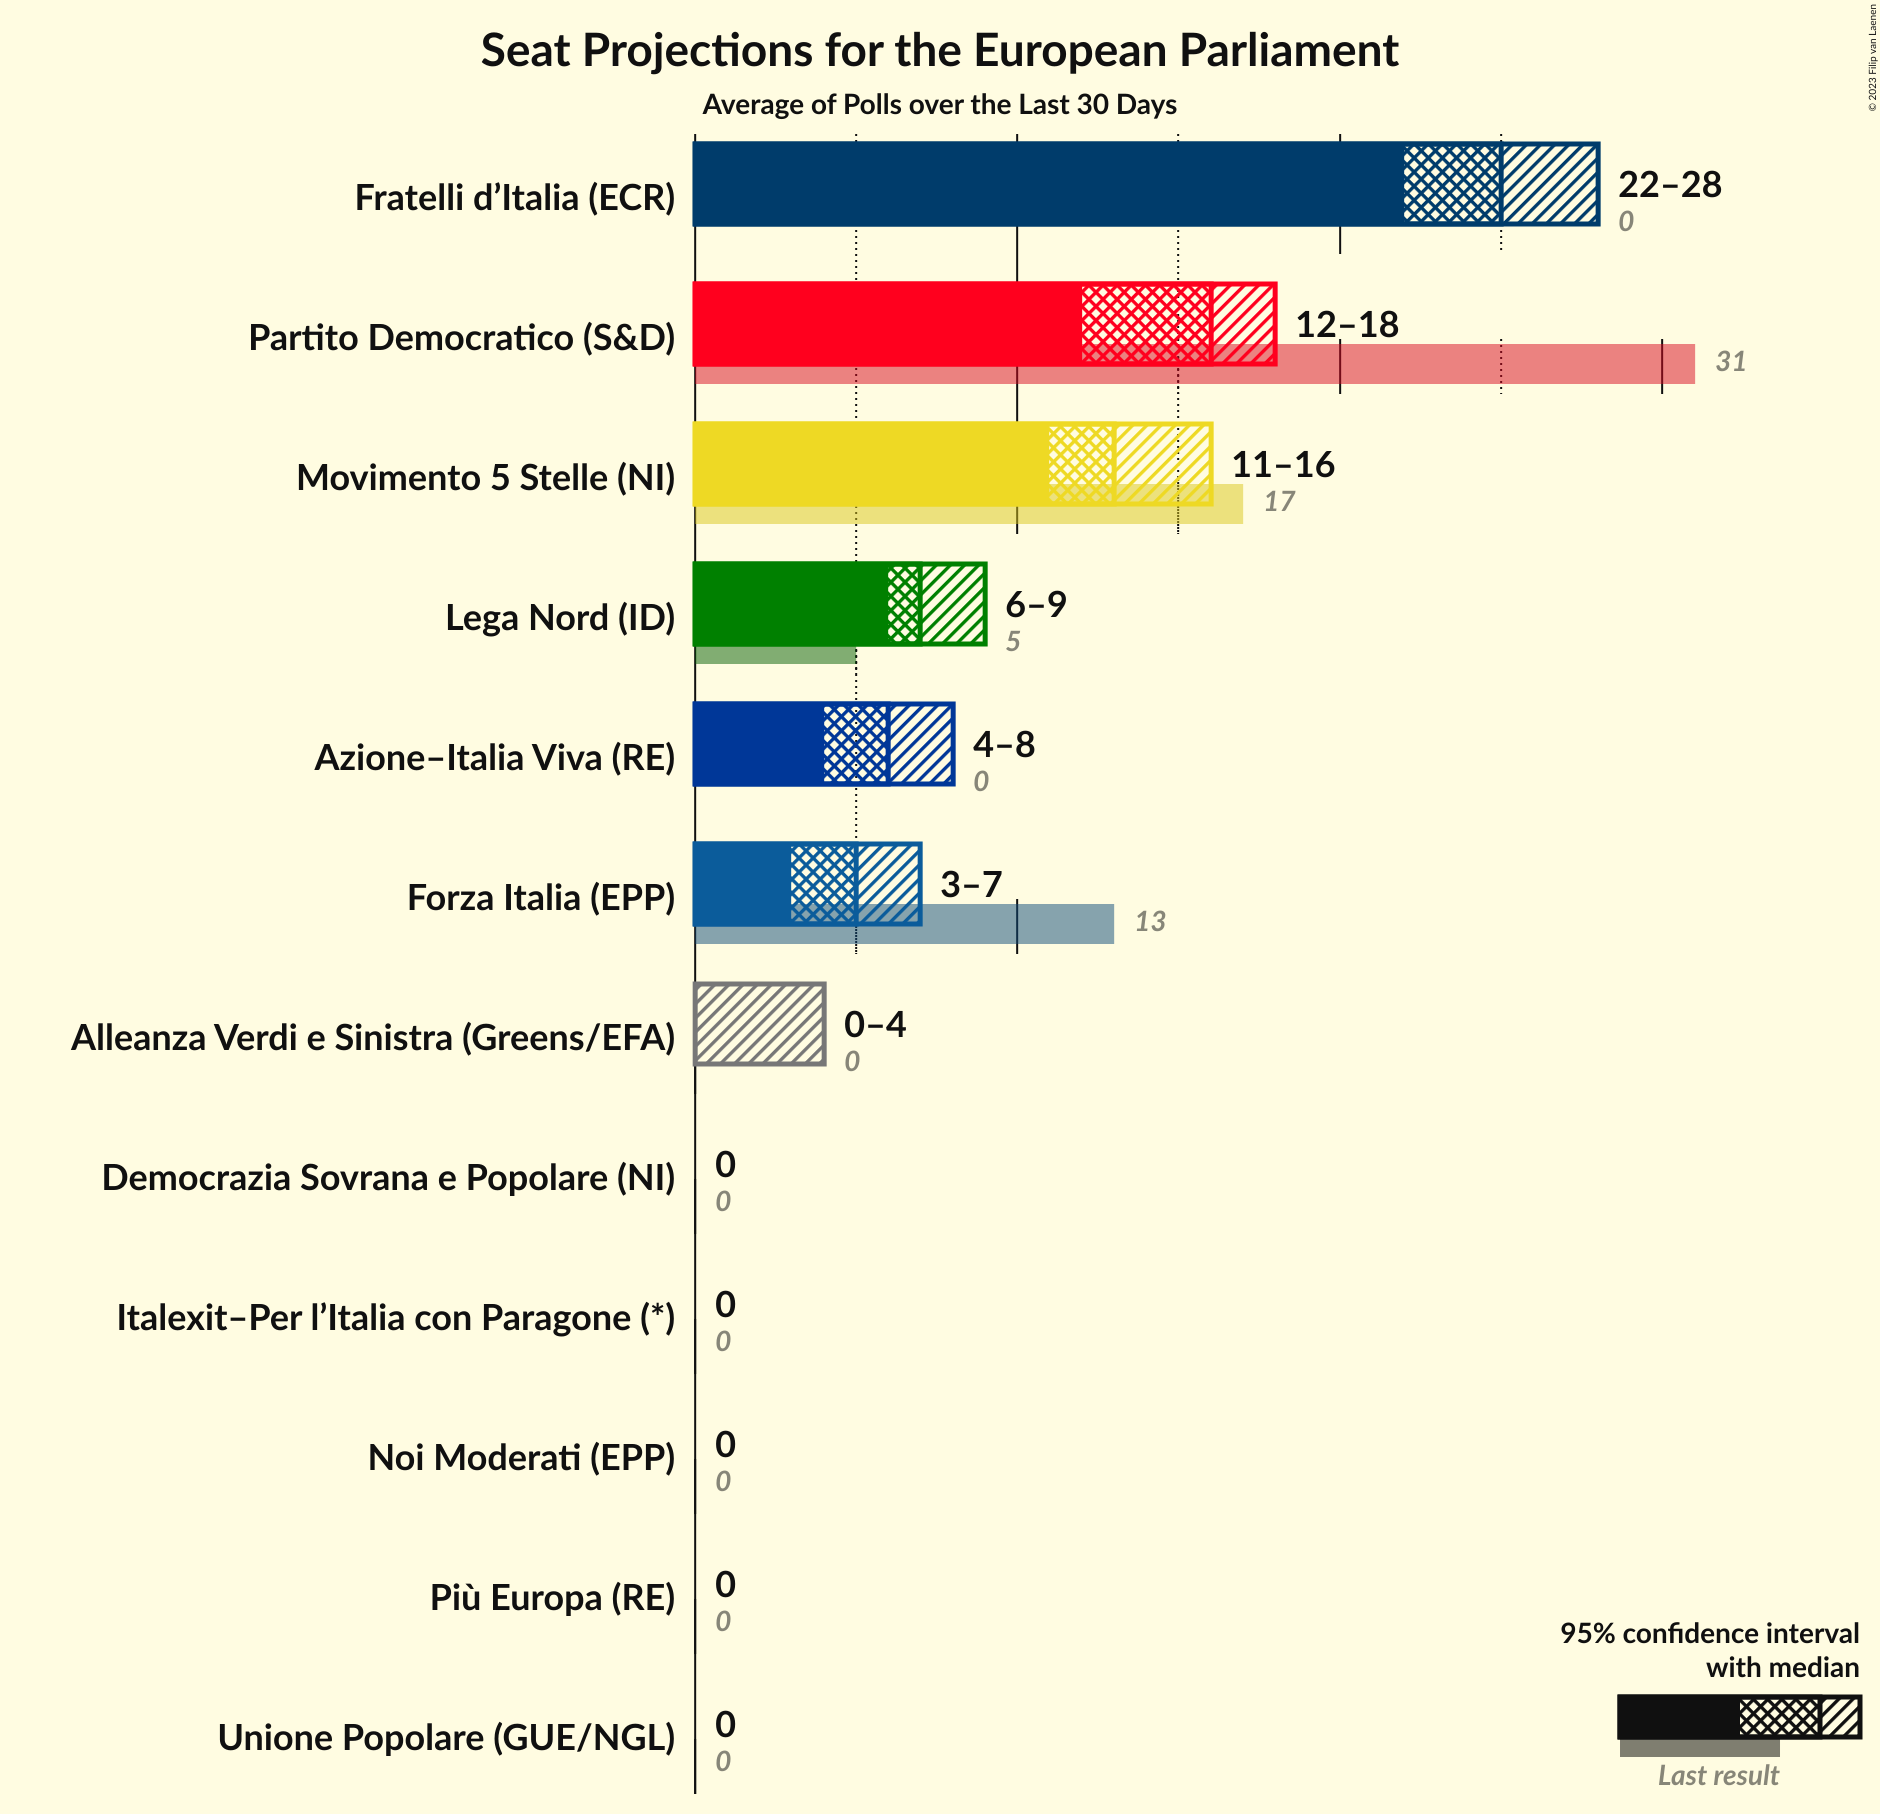 Seat Projections for the European Parliament
Average of Polls over the Last 30 Days
© 2023 Filip van Laenen
Fratelli d’Italia (ECR)
22–28
0
Partito Democratico (S&D)
12–18
31
Movimento 5 Stelle (NI)
11–16
17
Lega Nord (ID)
6–9
5
Azione–Italia Viva (RE)
4–8
0
Forza Italia (EPP)
3–7
13
Alleanza Verdi e Sinistra (Greens/EFA)
0–4
0
Democrazia Sovrana e Popolare (NI)
0
0
Italexit–Per l’Italia con Paragone (*)
0
0
Noi Moderati (EPP)
0
0
Più Europa (RE)
0
0
Unione Popolare (GUE/NGL)
0
0
95% confidence interval
with median
Last result